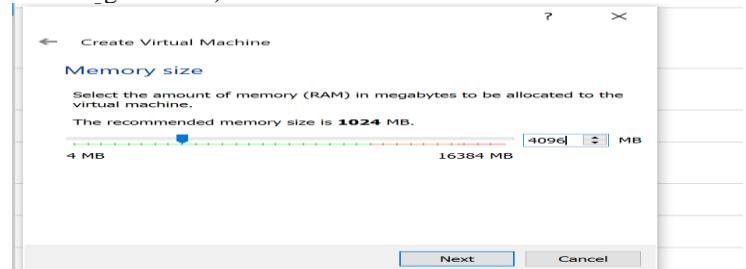 ?
Create Virtual Machine
Memory size
Select the amount of memory (RAM) in megabytes to be allocated to the
virtual machine.
The recommended memory size is 1024 MB.
4096 MB
4 MB 16384 MB
Next Cancel